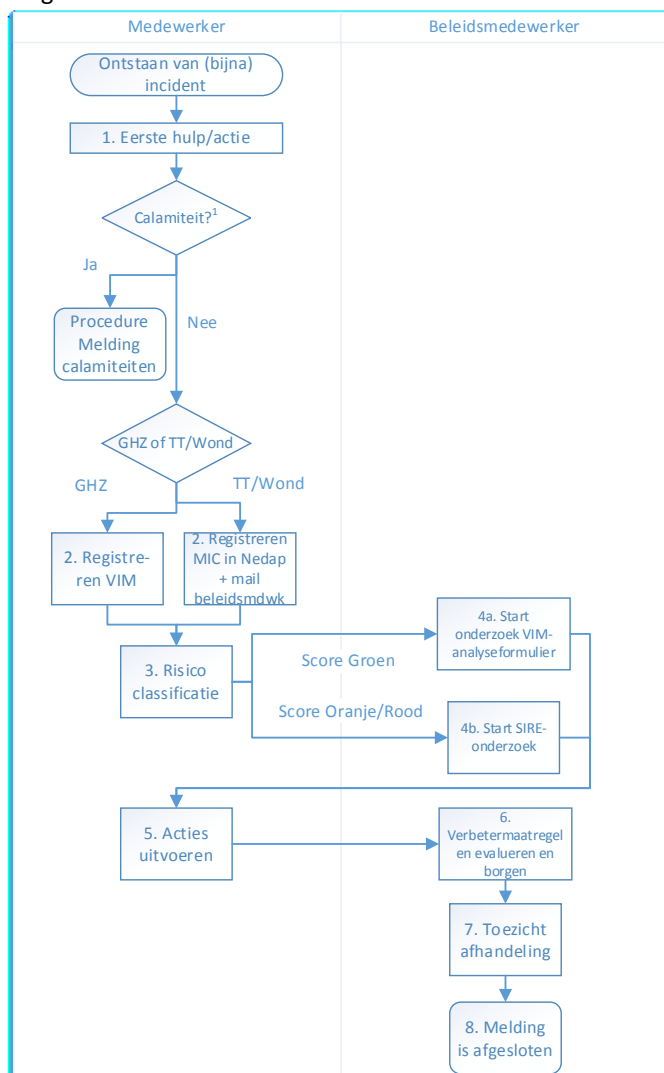 Medewerker
Beleidsmedewerker
Ontstaan van (bijna)
incident
1. Eerste hulp/actie
Calamiteit?1
Ja
Nee
Procedure
Melding
calamiteiten
GHZ of TT/Wond
GHZ
TT/Wond
2. Registre-
ren VIM
2. Registreren
MIC in Nedap
+ mail
beleidsmdwk
3. Risico
classificatie
Score Groen
4a. Start
onderzoek VIM-
analyseformulier
Score Oranje/Rood
4b. Start SIRE-
onderzoek
5. Acties
uitvoeren
6.
Verbetermaatregel
en evalueren en
borgen
7. Toezicht
afhandeling
8. Melding
is afgesloten